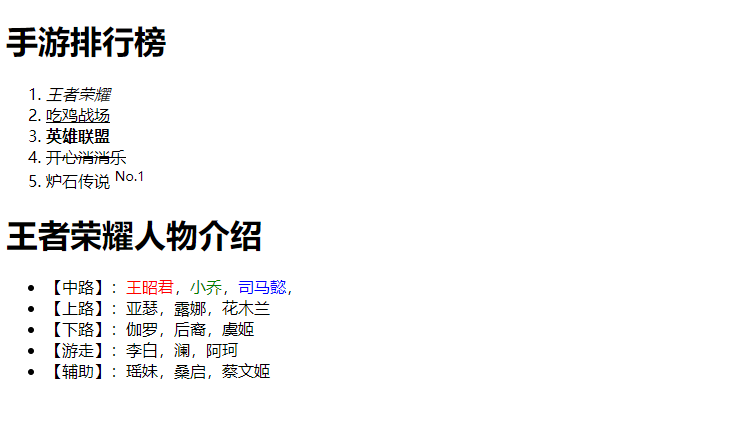 手游排行榜
1. 王者荣耀
2. 吃鸡战场
3. 英雄联盟
4. 开心消消乐
5. 炉石传说 No.1
王者荣耀人物介绍
• 【中路】：王昭君，小乔，司马懿，
• 【上路】：亚瑟，露娜，花木兰
• 【下路】：伽罗，后裔，虞姬
• 【游走】：李白，澜，阿珂
• 【辅助】：瑶妹，桑启，蔡文姬